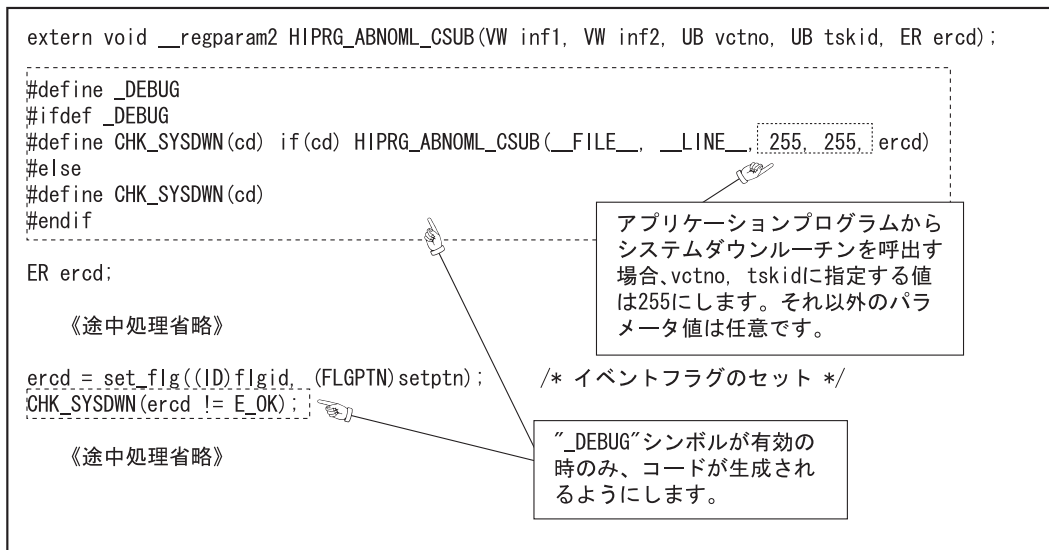 extern void __regparam2 HIPRG_ABNOML_CSUB(VW inf1, VW inf2, UB vctno, UB tskid, ER ercd);
#define _DEBUG
#ifdef _DEBUG
#define CHK_SYSDWN(cd) if(cd) HIPRG_ABNOML_CSUB(__FILE__, __LINE__, 255, 255, ercd)
#else
#define CHK_SYSDWN(cd)
#endif
アプリケーションプログラムから
システムダウンルーチンを呼出す
場合、vctno, tskidに指定する値
は255にします。それ以外のパラ
メータ値は任意です。
ER ercd;
《途中処理省略》
ercd = set_flg((ID)flgid, (FLGPTN)setptn); /* イベントフラグのセット */
CHK_SYSDWN(ercd != E_OK);
《途中処理省略》
"_DEBUG"シンボルが有効の
時のみ、コードが生成され
るようにします。